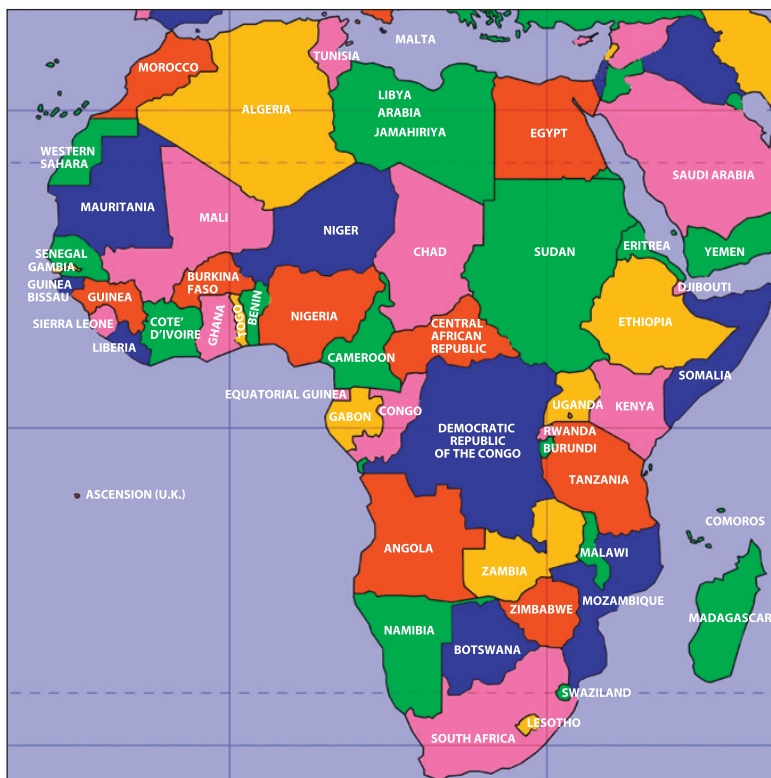 MALTA
TUNISIA
MOROCCO
ALGERIA
LIBYA
ARABIA
JAMAHIRIYA
EGYPT
WESTERN
SAHARA
SAUDI ARABIA
MAURITANIA
MALI
NIGER
CHAD
SUDAN
ERITREA
YEMEN
SENEGAL
GAMBIA
GUINEA
BISSAU
GUINEA
BURKINA
FASO
DJIBOUTI
SIERRA LEONE
COTE'
D'IVOIRE
GHANA
TOGO
BENIN
NIGERIA
CENTRAL
AFRICAN
REPUBLIC
ETHIOPIA
LIBERIA
CAMEROON
SOMALIA
EQUATORIAL GUINEA
GABON
CONGO
UGANDA
KENYA
DEMOCRATIC
REPUBLIC
OF THE CONGO
RWANDA
BURUNDI
TANZANIA
ASCENSION (U.K.)
COMOROS
ANGOLA
MALAWI
ZAMBIA
MOZAMBIQUE
ZIMBABWE
MADAGASCAR
NAMIBIA
BOTSWANA
SWAZILAND
LESOTHO
SOUTH AFRICA